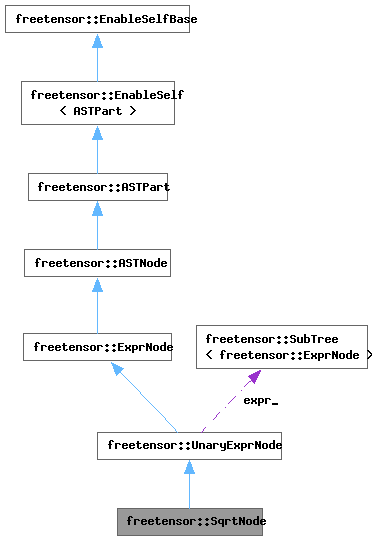 freetensor::EnableSelfBase
freetensor::EnableSelf
< ASTPart >
freetensor::ASTPart
freetensor::ASTNode
freetensor::ExprNode
freetensor::SubTree
< freetensor::ExprNode >
expr_
freetensor::UnaryExprNode
freetensor::SqrtNode